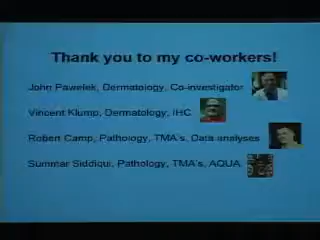 Thank you to my co-workers!
John Pawelek, Dermatology, Co-investigator
Vincent Klump, Dermatology, IHC
Robert Camp, Pathology, TMA's, Data analyses
Summar Siddiqui, Pathology, TMA's, AQUA